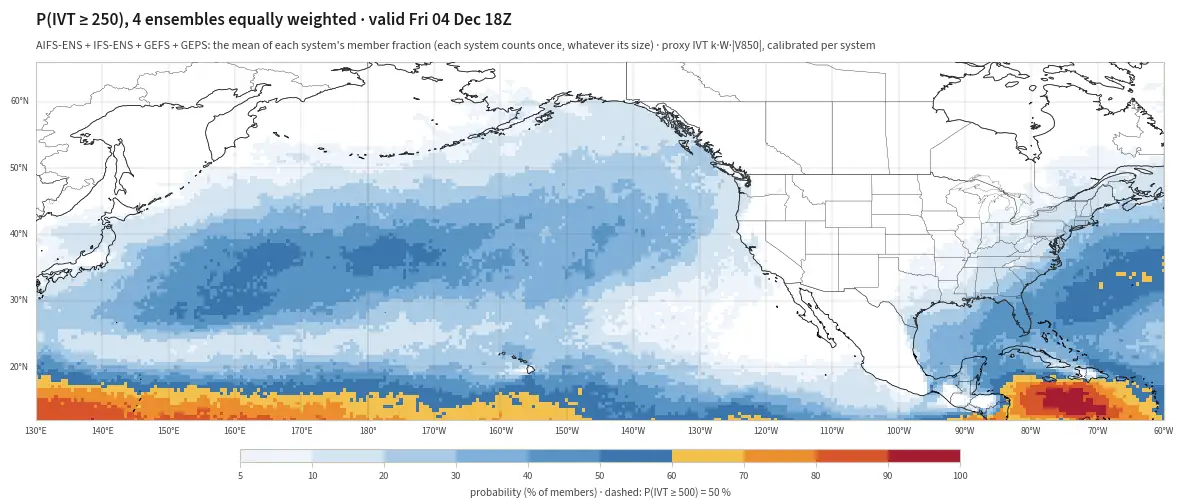 P(IVT ≥ 250), 4 ensembles equally weighted · valid Fri 04 Dec 18Z
AIFS-ENS + IFS-ENS + GEFS + GEPS: the mean of each system's member fraction (each system counts once, whatever its size) · proxy IVT k·W·|V850|, calibrated per system
60°N
50°N
40°N
30°N
20°N
130°E 140°E 150°E 160°E 170°E 180° 170°W 160°W 150°W 140°W 130°W 120°W 110°W 100°W 90°W 80°W 70°W 60°W
5 10 20 30 40 50 60 70 80 90 100
probability (% of members) · dashed: P(IVT ≥ 500) = 50 %